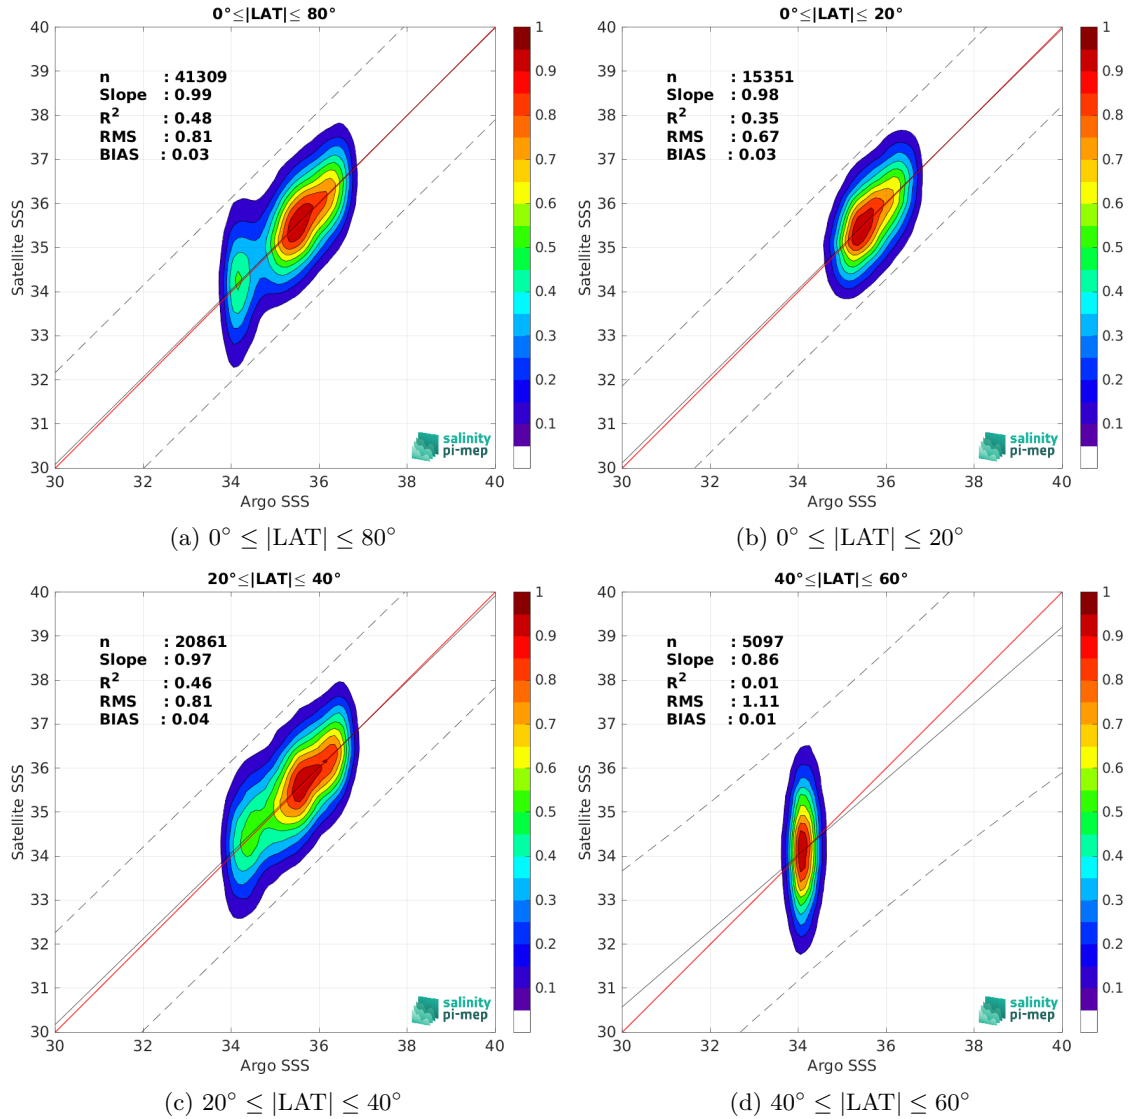 0°≤|LAT|≤ 80°
40
39
38
37
36
35
34
33
32
31
30
Satellite SSS
n : 41309
Slope : 0.99
R² : 0.48
RMS : 0.81
BIAS : 0.03
salinity
pi-mep
30 32 34 36 38 40
Argo SSS
1
0.9
0.8
0.7
0.6
0.5
0.4
0.3
0.2
0.1
(a) 0° ≤ |LAT| ≤ 80°
0°≤|LAT|≤ 20°
40
39
38
37
36
35
34
33
32
31
30
Satellite SSS
n : 15351
Slope : 0.98
R² : 0.35
RMS : 0.67
BIAS : 0.03
salinity
pi-mep
30 32 34 36 38 40
Argo SSS
1
0.9
0.8
0.7
0.6
0.5
0.4
0.3
0.2
0.1
(b) 0° ≤ |LAT| ≤ 20°
20°≤|LAT|≤ 40°
40
39
38
37
36
35
34
33
32
31
30
Satellite SSS
n : 20861
Slope : 0.97
R² : 0.46
RMS : 0.81
BIAS : 0.04
salinity
pi-mep
30 32 34 36 38 40
Argo SSS
1
0.9
0.8
0.7
0.6
0.5
0.4
0.3
0.2
0.1
(c) 20° ≤ |LAT| ≤ 40°
40°≤|LAT|≤ 60°
40
39
38
37
36
35
34
33
32
31
30
Satellite SSS
n : 5097
Slope : 0.86
R² : 0.01
RMS : 1.11
BIAS : 0.01
salinity
pi-mep
30 32 34 36 38 40
Argo SSS
1
0.9
0.8
0.7
0.6
0.5
0.4
0.3
0.2
0.1
(d) 40° ≤ |LAT| ≤ 60°